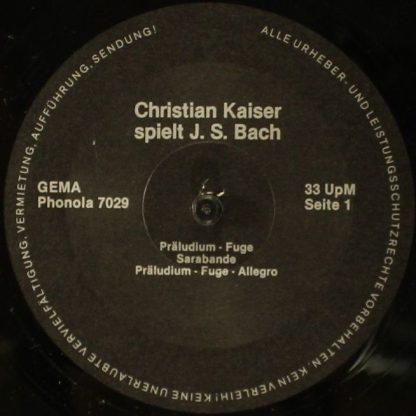 ALLE URHEBER- UND LEISTUNGSSCHUTZRECHTE VORBEHALTEN. KEIN VERLEIH! KEINE UNERLAUBTE VERVIELFÄLTIGUNG, VERMIETUNG, AUFFÜHRUNG, SENDUNG!
Christian Kaiser
spielt J. S. Bach
GEMA
Phonola 7029
33 UpM
Seite 1
Präludium - Fuge
Sarabande
Präludium - Fuge - Allegro